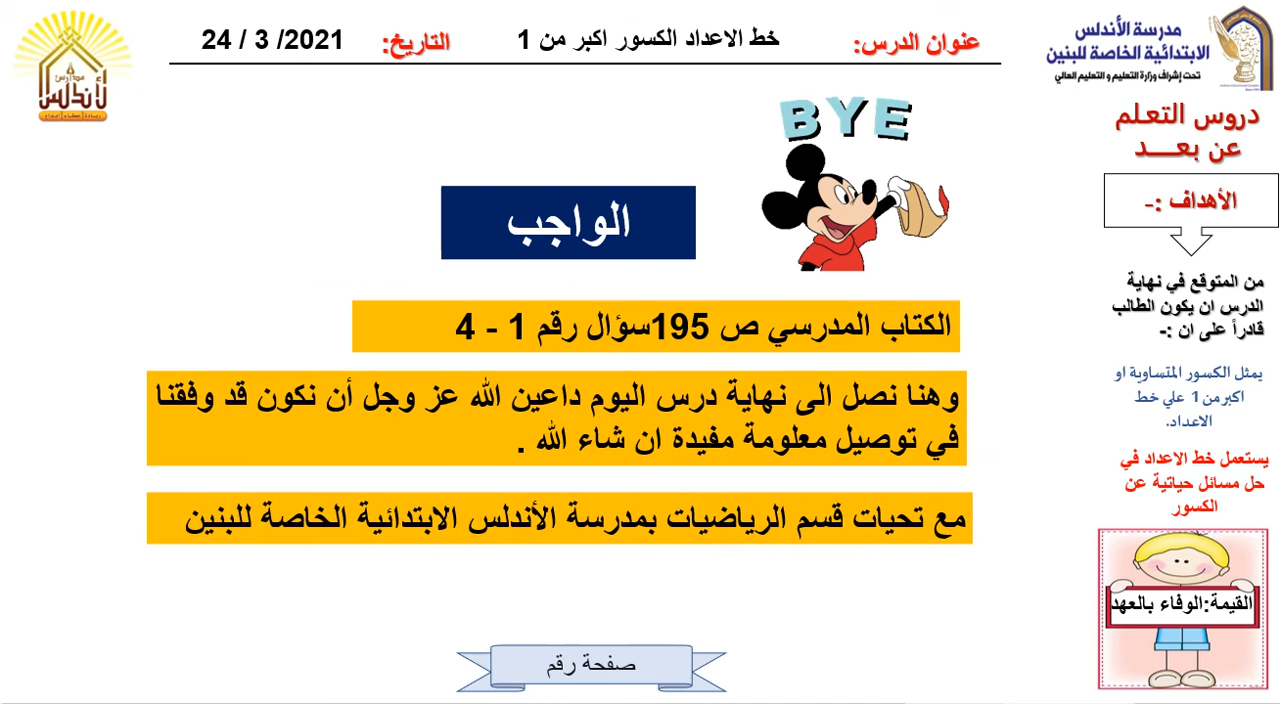 مدرسة الأندلس
الابتدائية الخاصة للبنين
تحت إشراف وزارة التعليم و التعليم العالي
عنوان الدرس: خط الاعداد الكسور اكبر من 1
التاريخ: 24 / 3 /2021
مدارس
الأندلس
دروس التعلم
عن بعــــد
الأهداف :-
من المتوقع في نهاية
الدرس ان يكون الطالب
قادراً على ان :-
يمثل الكسور المتساوية او
اكبر من 1 علي خط
الاعداد.
يستعمل خط الاعداد في
حل مسائل حياتية عن
الكسور
القيمة:الوفاء بالعهد
BYE
الواجب
الكتاب المدرسي ص 195سؤال رقم 1 - 4
وهنا نصل الى نهاية درس اليوم داعين الله عز وجل أن نكون قد وفقنا
في توصيل معلومة مفيدة ان شاء الله .
مع تحيات قسم الرياضيات بمدرسة الأندلس الابتدائية الخاصة للبنين
صفحة رقم